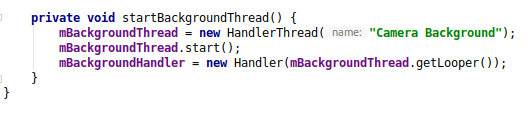 private void startBackgroundThread() {
mBackgroundThread = new HandlerThread( name: "Camera Background");
mBackgroundThread.start();
mBackgroundHandler = new Handler(mBackgroundThread.getLooper());
}
}